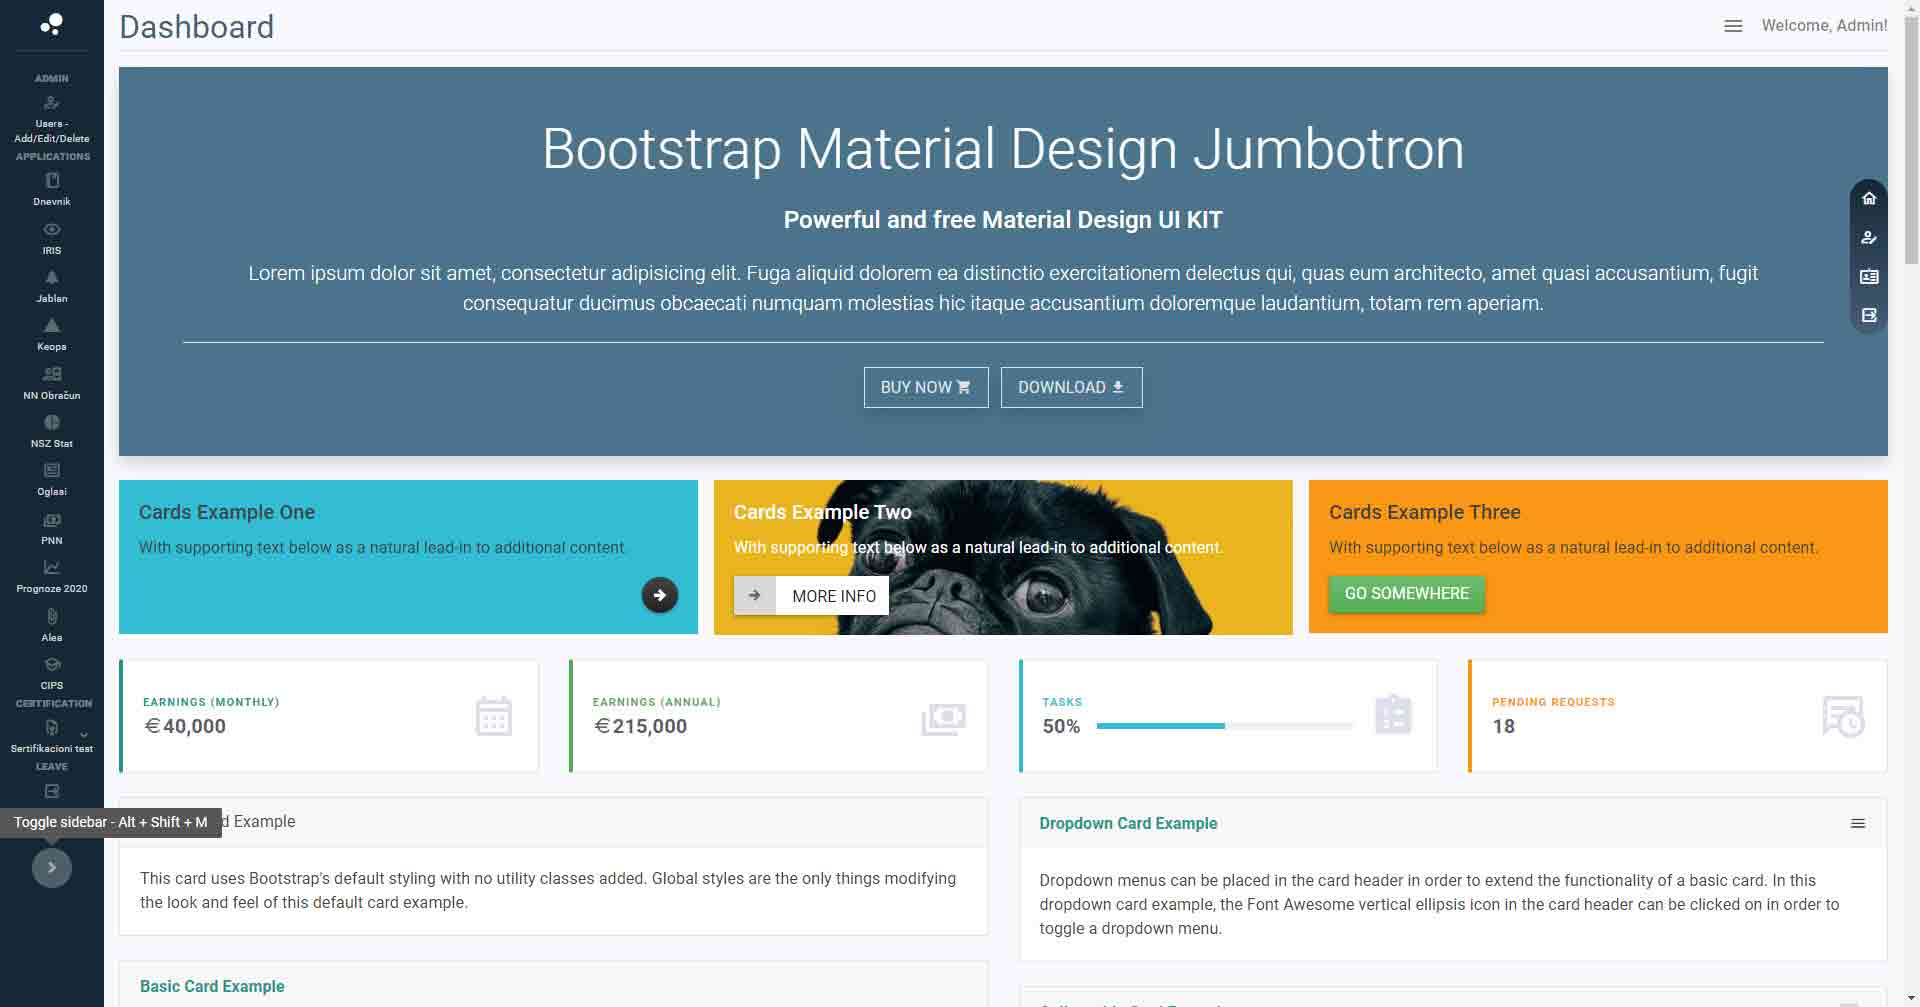 Dashboard
Welcome, Admin!
ADMIN
Users -
Add/Edit/Delete
APPLICATIONS
Dnevnik
IRIS
Jablan
Keops
NN Obračun
NSZ Stat
Oglasi
PNN
Prognoze 2020
Alea
CIPS
CERTIFICATION
Sertifikacioni test
LEAVE
Toggle sidebar - Alt + Shift + M
Bootstrap Material Design Jumbotron
Powerful and free Material Design UI KIT
Lorem ipsum dolor sit amet, consectetur adipisicing elit. Fuga aliquid dolorem ea distinctio exercitationem delectus qui, quas eum architecto, amet quasi accusantium, fugit
consequatur ducimus obcaecati numquam molestias hic itaque accusantium doloremque laudantium, totam rem aperiam.
BUY NOW
DOWNLOAD
Cards Example One
With supporting text below as a natural lead-in to additional content.
Cards Example Two
With supporting text below as a natural lead-in to additional content.
MORE INFO
Cards Example Three
With supporting text below as a natural lead-in to additional content.
GO SOMEWHERE
EARNINGS (MONTHLY)
€40,000
EARNINGS (ANNUAL)
€215,000
TASKS
50%
PENDING REQUESTS
18
d Example
This card uses Bootstrap's default styling with no utility classes added. Global styles are the only things modifying
the look and feel of this default card example.
Dropdown Card Example
Dropdown menus can be placed in the card header in order to extend the functionality of a basic card. In this
dropdown card example, the Font Awesome vertical ellipsis icon in the card header can be clicked on in order to
toggle a dropdown menu.
Basic Card Example